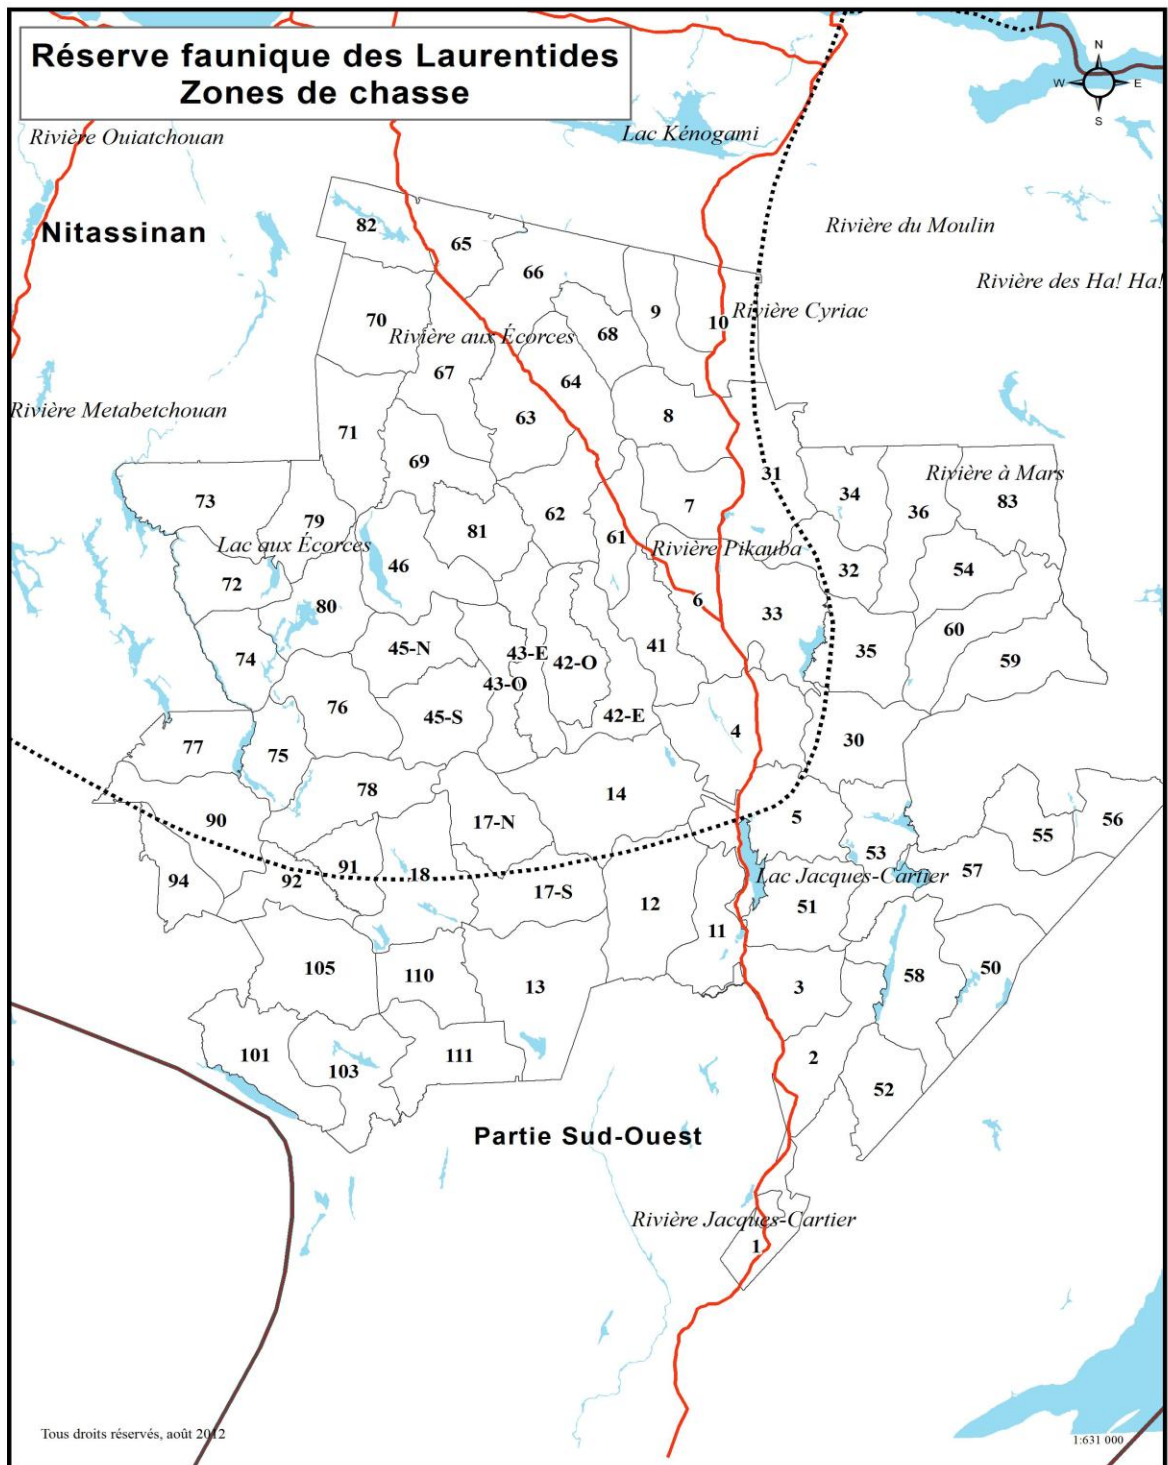 Réserve faunique des Laurentides
Zones de chasse
N
W
E
S
Rivière Ouiatchouan
Lac Kénogami
Nitassinan
82
65
66
Rivière du Moulin
Rivière des Ha! Ha!
9
10
Rivière Cyriac
70
Rivière aux Écorces
68
67
64
Rivière Metabetchouan
63
8
71
69
31
Rivière à Mars
73
79
34
36
83
7
62
81
61
Lac aux Écorces
46
Rivière Pikauba
32
54
72
80
6
33
45-N
43-E
42-O
41
35
60
59
74
43-O
76
45-S
42-E
4
30
77
75
78
14
90
17-N
5
55
56
53
91
18
92
94
Lac Jacques-Cartier
57
17-S
12
51
11
105
110
13
3
58
50
101
103
111
2
52
Partie Sud-Ouest
Rivière Jacques-Cartier
1
Tous droits réservés, août 2012
1:631 000